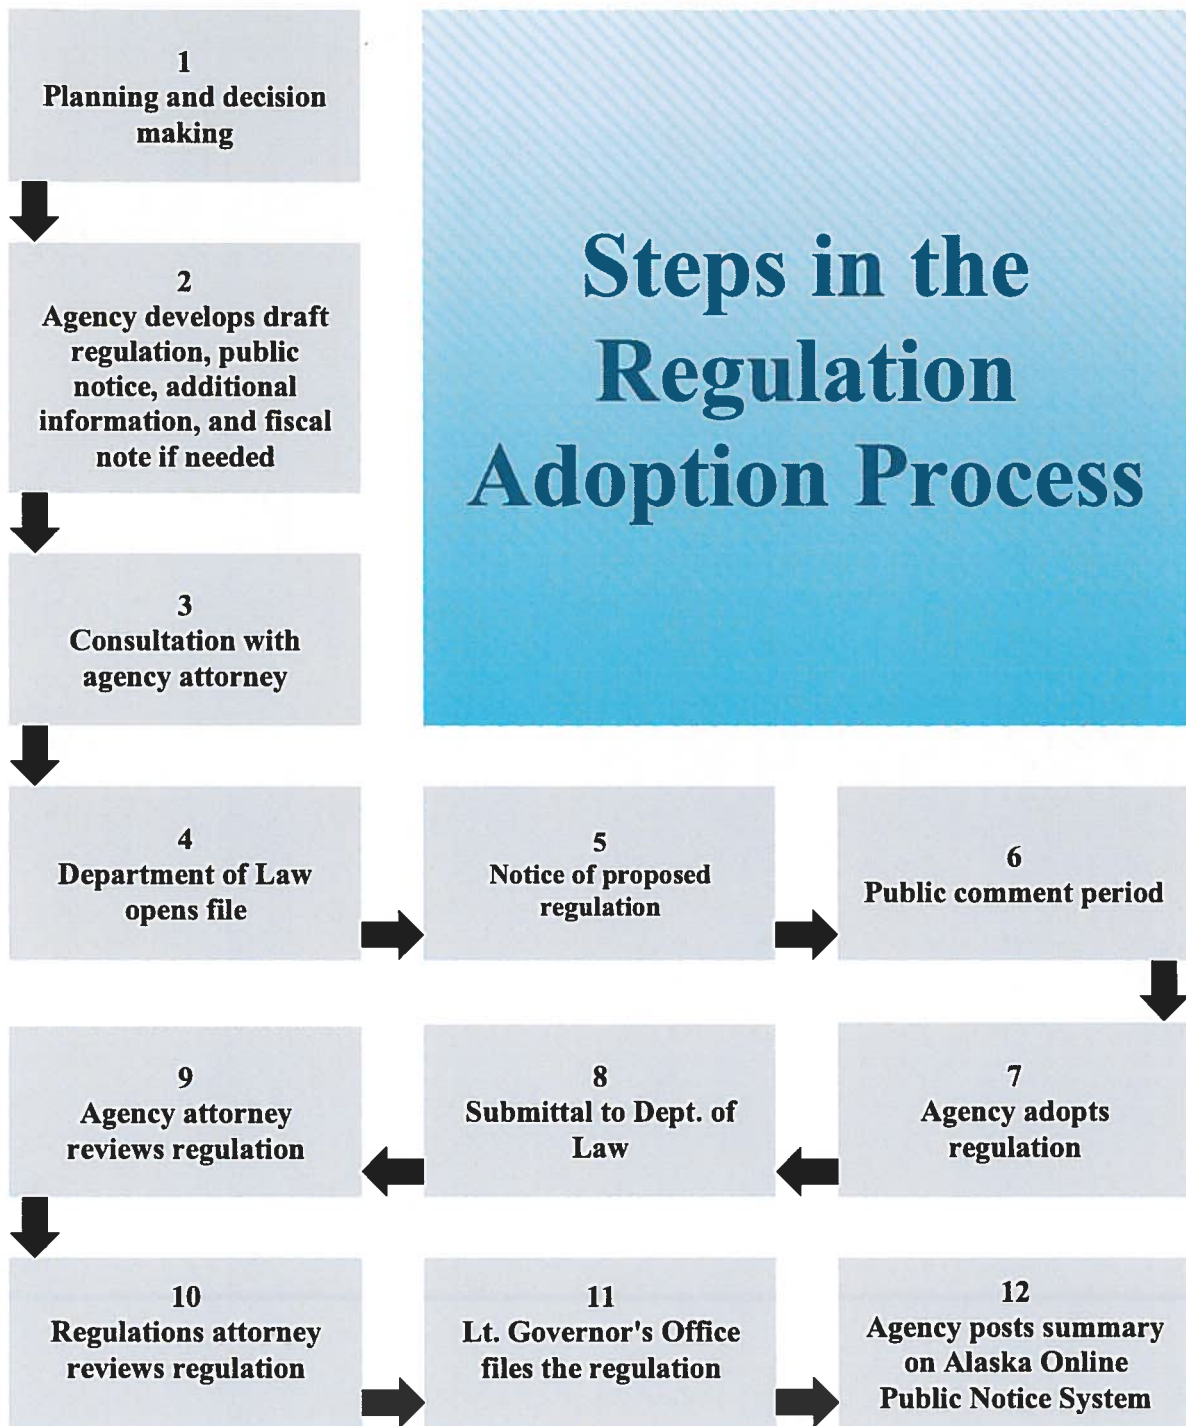 1
Planning and decision
making
Steps in the
Regulation
Adoption Process
2
Agency develops draft
regulation, public
notice, additional
information, and fiscal
note if needed
3
Consultation with
agency attorney
4
Department of Law
opens file
5
Notice of proposed
regulation
6
Public comment period
7
Agency adopts
regulation
8
Submittal to Dept. of
Law
9
Agency attorney
reviews regulation
10
Regulations attorney
reviews regulation
11
Lt. Governor's Office
files the regulation
12
Agency posts summary
on Alaska Online
Public Notice System